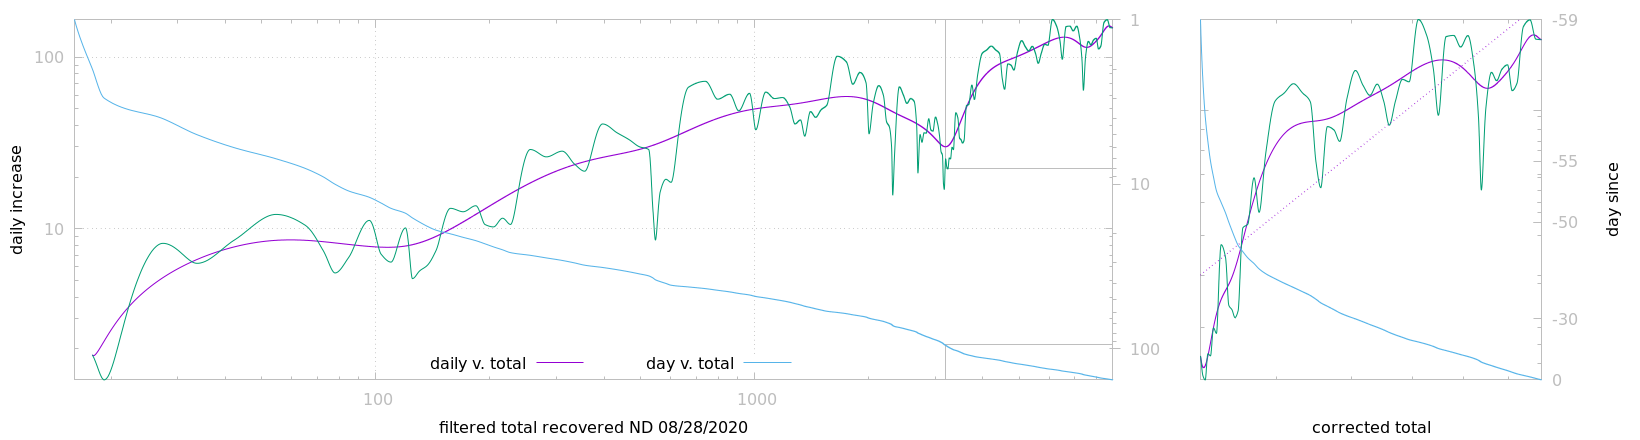 daily increase
100
10
daily v. total
day v. total
100
1000
filtered total recovered ND 08/28/2020
1
10
100
-59
-55
-50
-30
0
day since
corrected total